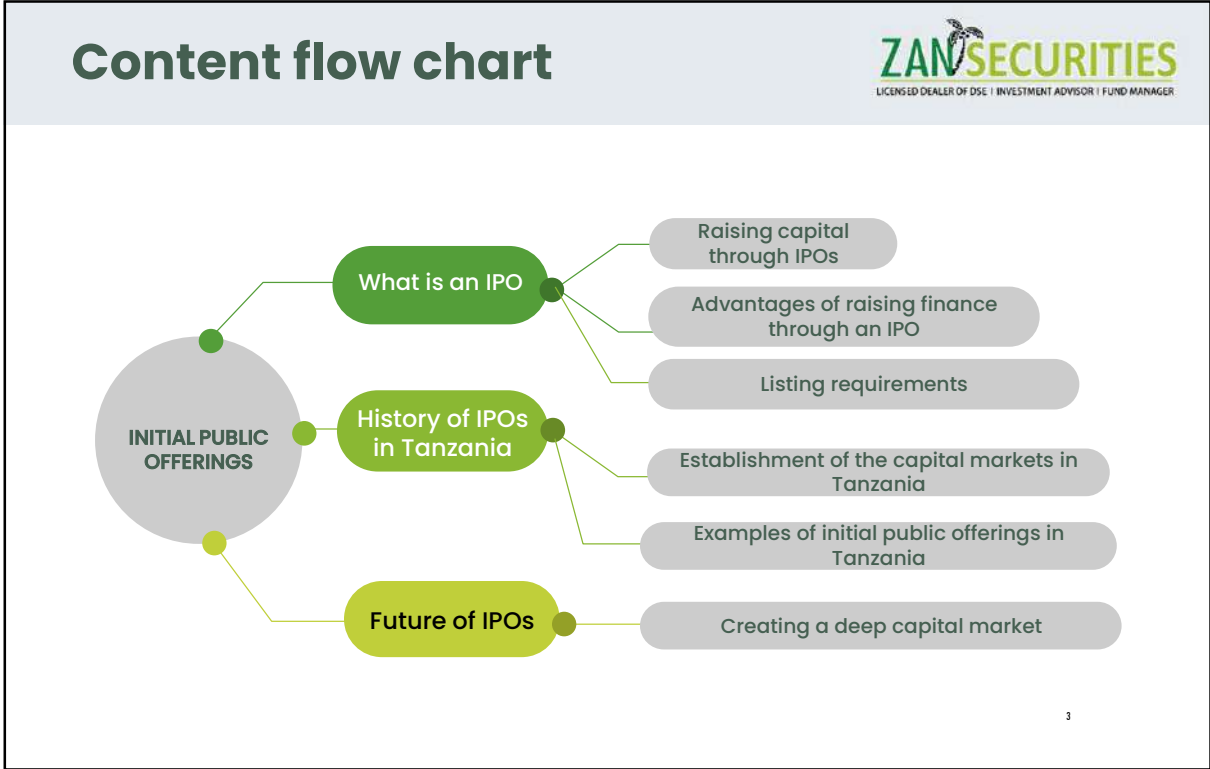 Content flow chart
ZANSECURITIES
LICENSED DEALER OF DSE | INVESTMENT ADVISOR | FUND MANAGER
INITIAL PUBLIC
OFFERINGS
What is an IPO
Raising capital
through IPOs
Advantages of raising finance
through an IPO
Listing requirements
History of IPOs
in Tanzania
Establishment of the capital markets in
Tanzania
Examples of initial public offerings in
Tanzania
Future of IPOs
Creating a deep capital market
3